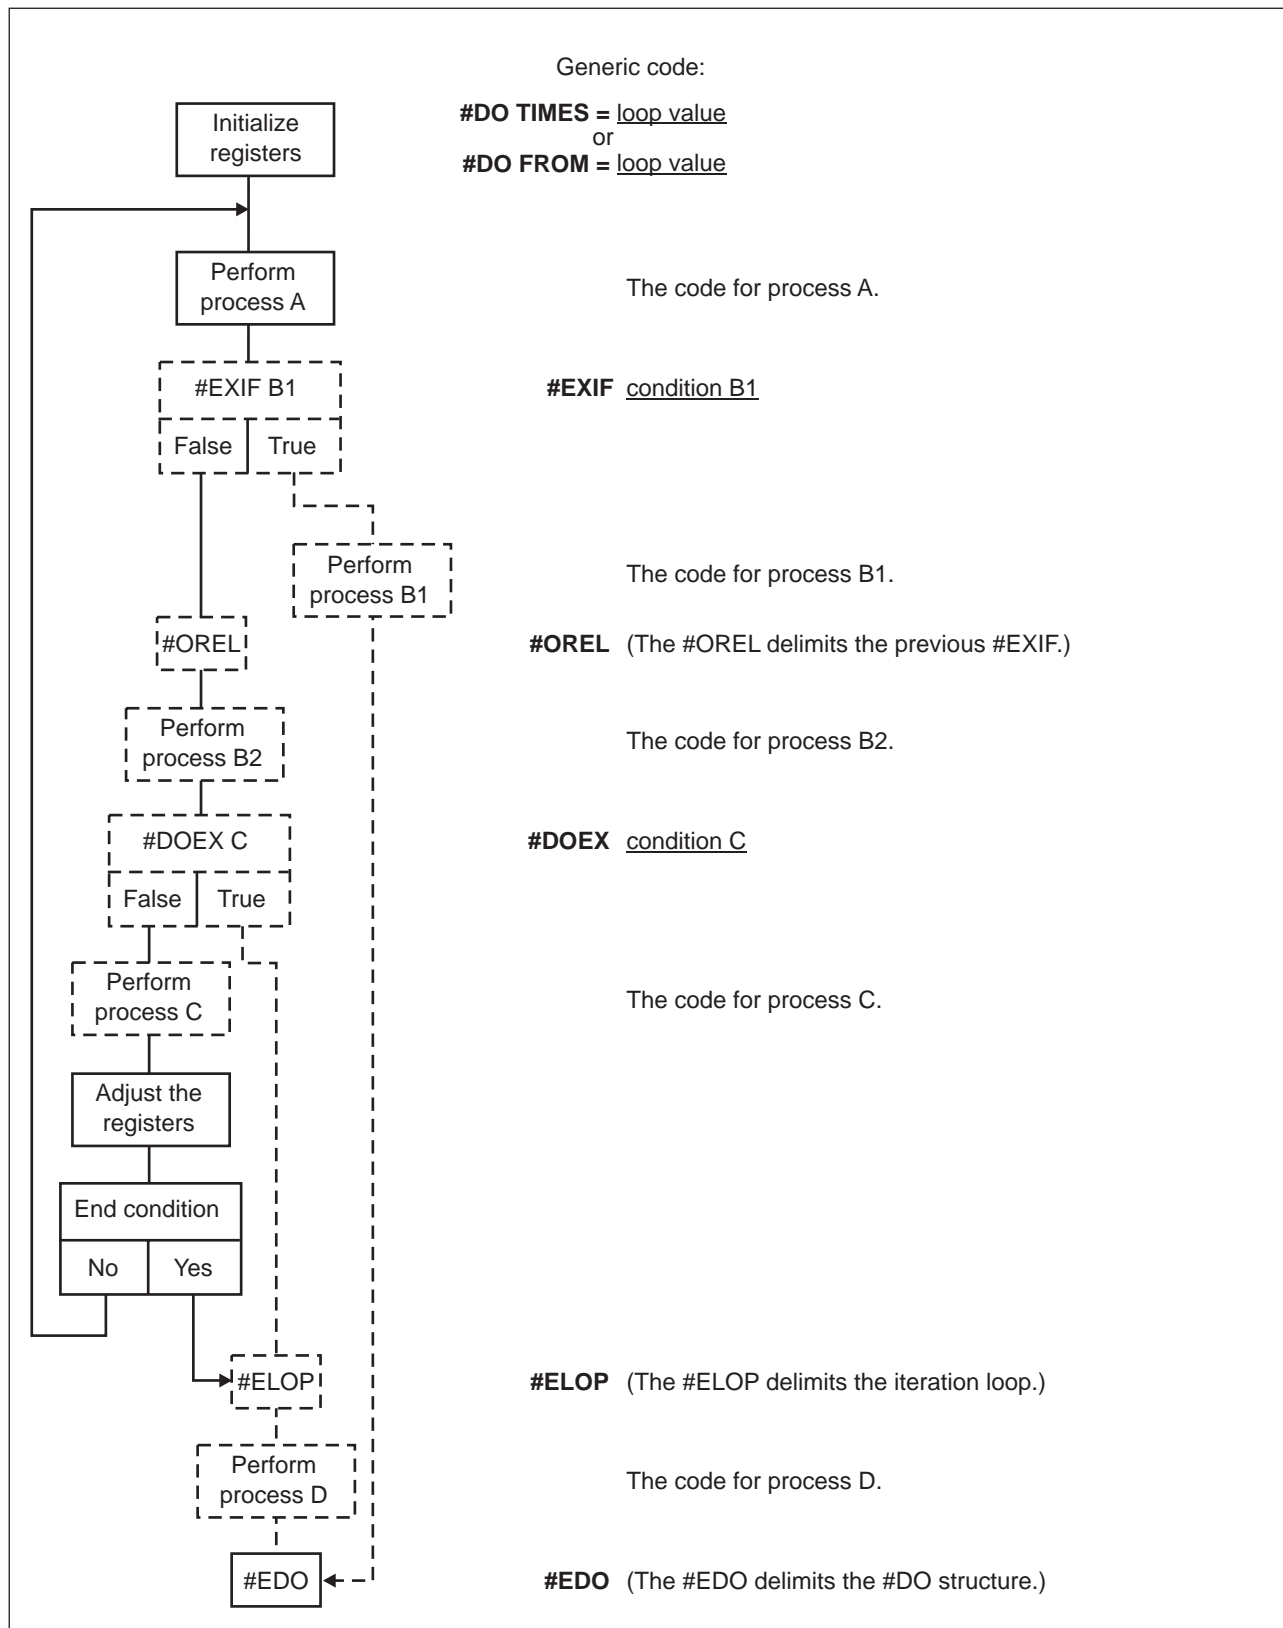 Generic code:
#DO TIMES = loop value
or
#DO FROM = loop value
Initialize
registers
Perform
process A
The code for process A.
#EXIF B1
#EXIF condition B1
False True
Perform
process B1
The code for process B1.
#OREL
#OREL (The #OREL delimits the previous #EXIF.)
Perform
process B2
The code for process B2.
#DOEX C
#DOEX condition C
False True
Perform
process C
The code for process C.
Adjust the
registers
End condition
No Yes
#ELOP
#ELOP (The #ELOP delimits the iteration loop.)
Perform
process D
The code for process D.
#EDO
#EDO (The #EDO delimits the #DO structure.)